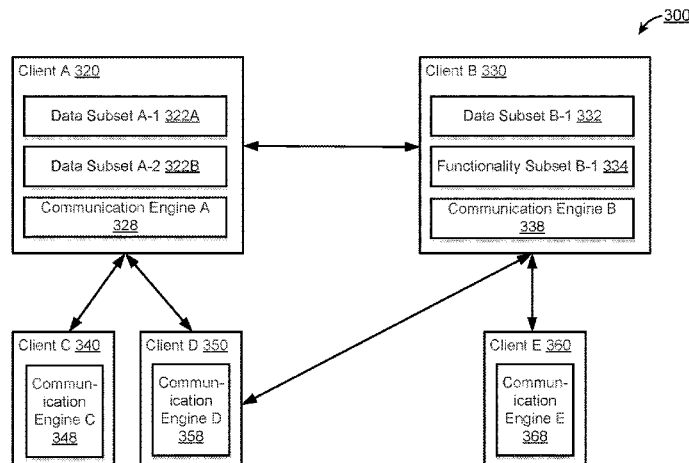 300
Client A 320
Data Subset A-1 322A
Data Subset A-2 322B
Communication Engine A
328
Client B 330
Data Subset B-1 332
Functionality Subset B-1 334
Communication Engine B
338
Client C 340
Commun-
ication
Engine C
348
Client D 350
Commun-
ication
Engine D
358
Client E 360
Commun-
ication
Engine E
368